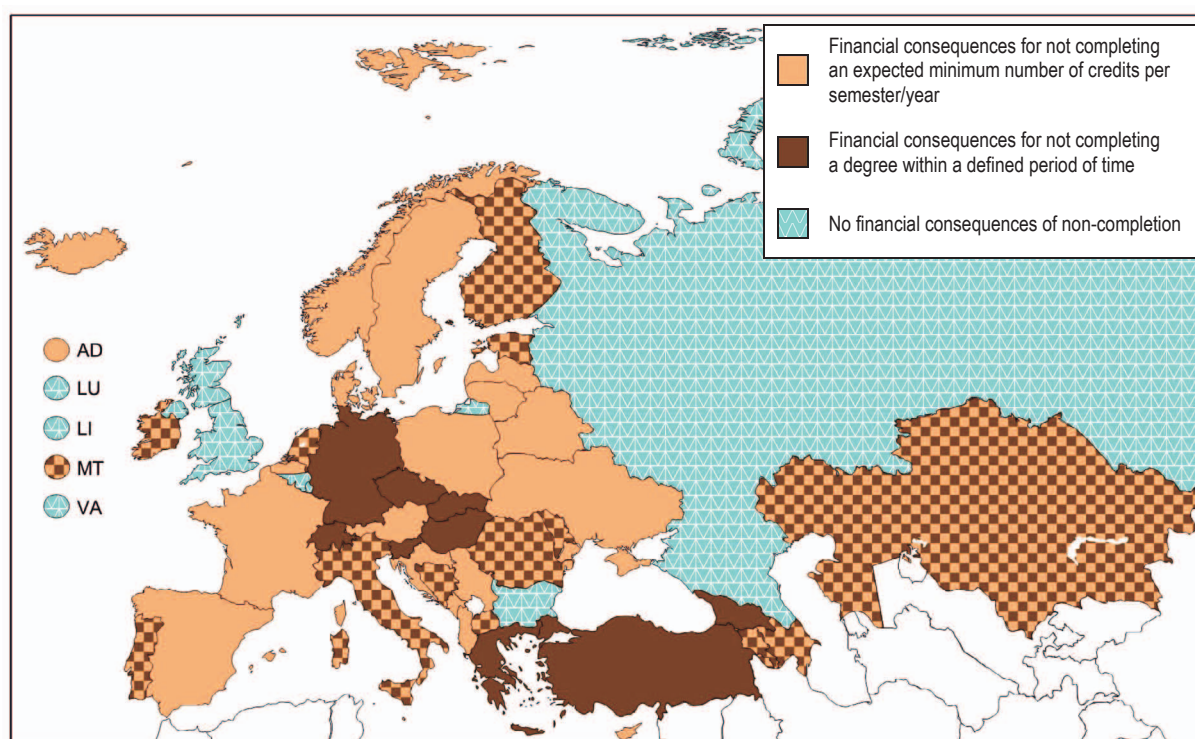 Financial consequences for not completing
an expected minimum number of credits per
semester/year
Financial consequences for not completing
a degree within a defined period of time
No financial consequences of non-completion
AD
LU
LI
MT
VA